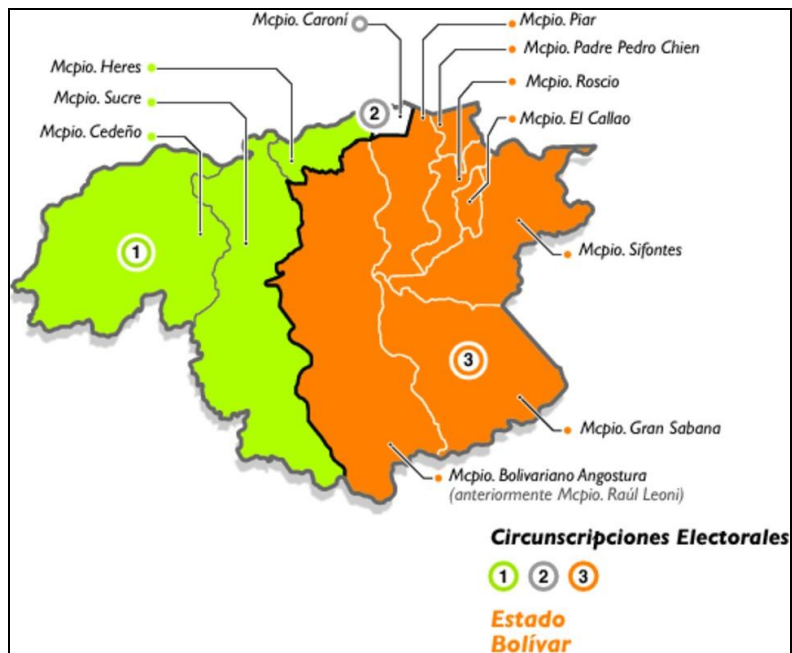 Mcpio. Caroní
Mcpio. Piar
Mcpio. Padre Pedro Chien
Mcpio. Heres
Mcpio. Roscio
Mcpio. Sucre
Mcpio. El Callao
Mcpio. Cedeño
2
1
Mcpio. Sifontes
3
Mcpio. Gran Sabana
Mcpio. Bolivariano Angostura
(anteriormente Mcpio. Raúl Leoni)
Circunscripciones Electorales
1 2 3
Estado
Bolívar